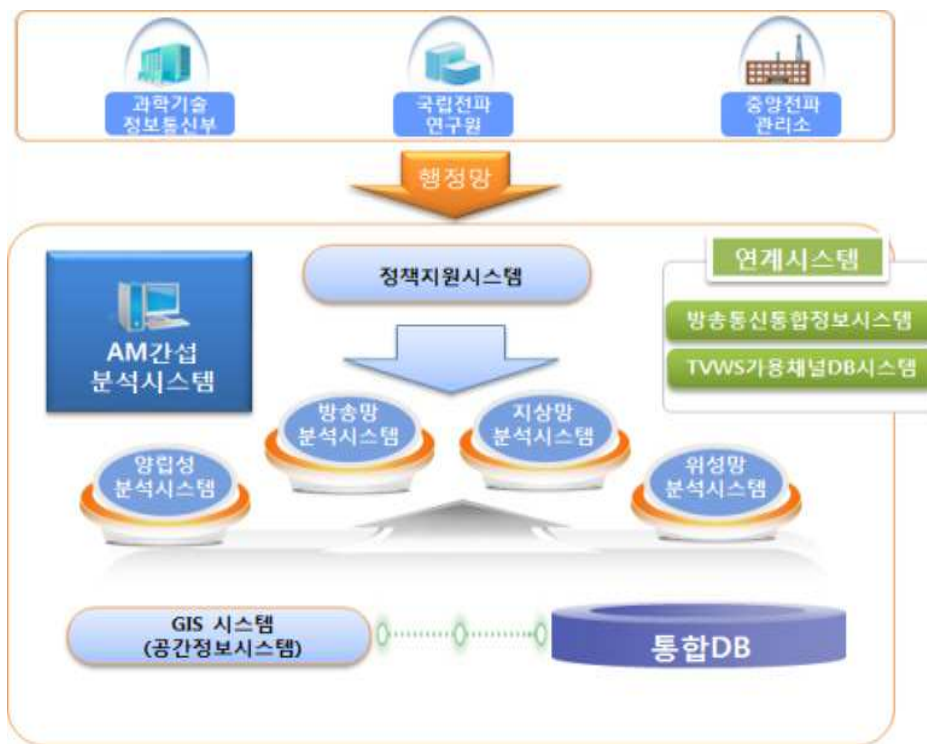 과학기술
정보통신부
국립전파
연구원
중앙전파
관리소
행정망
정책지원시스템
연계시스템
방송통신통합정보시스템
TVWS가용채널DB시스템
AM간섭
분석시스템
방송망
분석시스템
지상망
분석시스템
양립성
분석시스템
위성망
분석시스템
GIS 시스템
(공간정보시스템)
통합DB